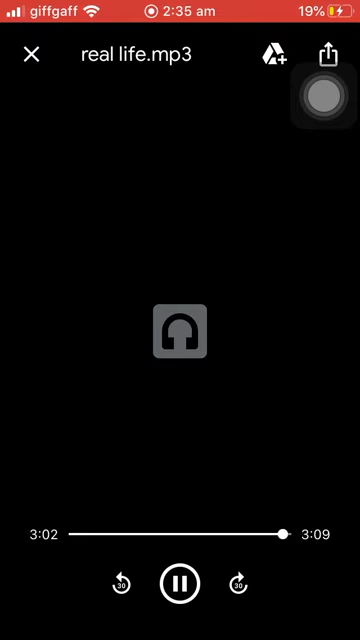 giffgaff 2:35 am 19%
real life.mp3
3:02 3:09
30 30